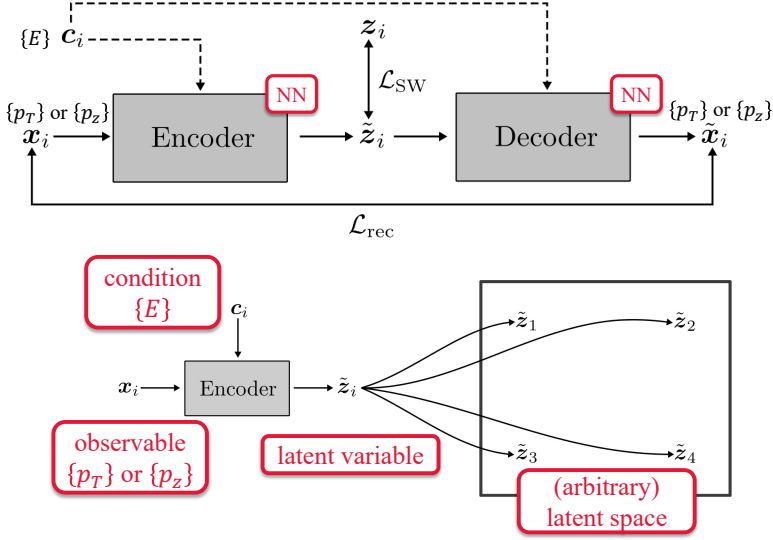 {E} c_i
z_i
L_SW
NN
NN
{p_T} or {p_z}
{p_T} or {p_z}
x_i
Encoder
z̃_i
Decoder
x̃_i
L_rec
condition
{E}
c_i
x_i
Encoder
z̃_i
z̃_1
z̃_2
z̃_3
z̃_4
observable
{p_T} or {p_z}
latent variable
(arbitrary)
latent space